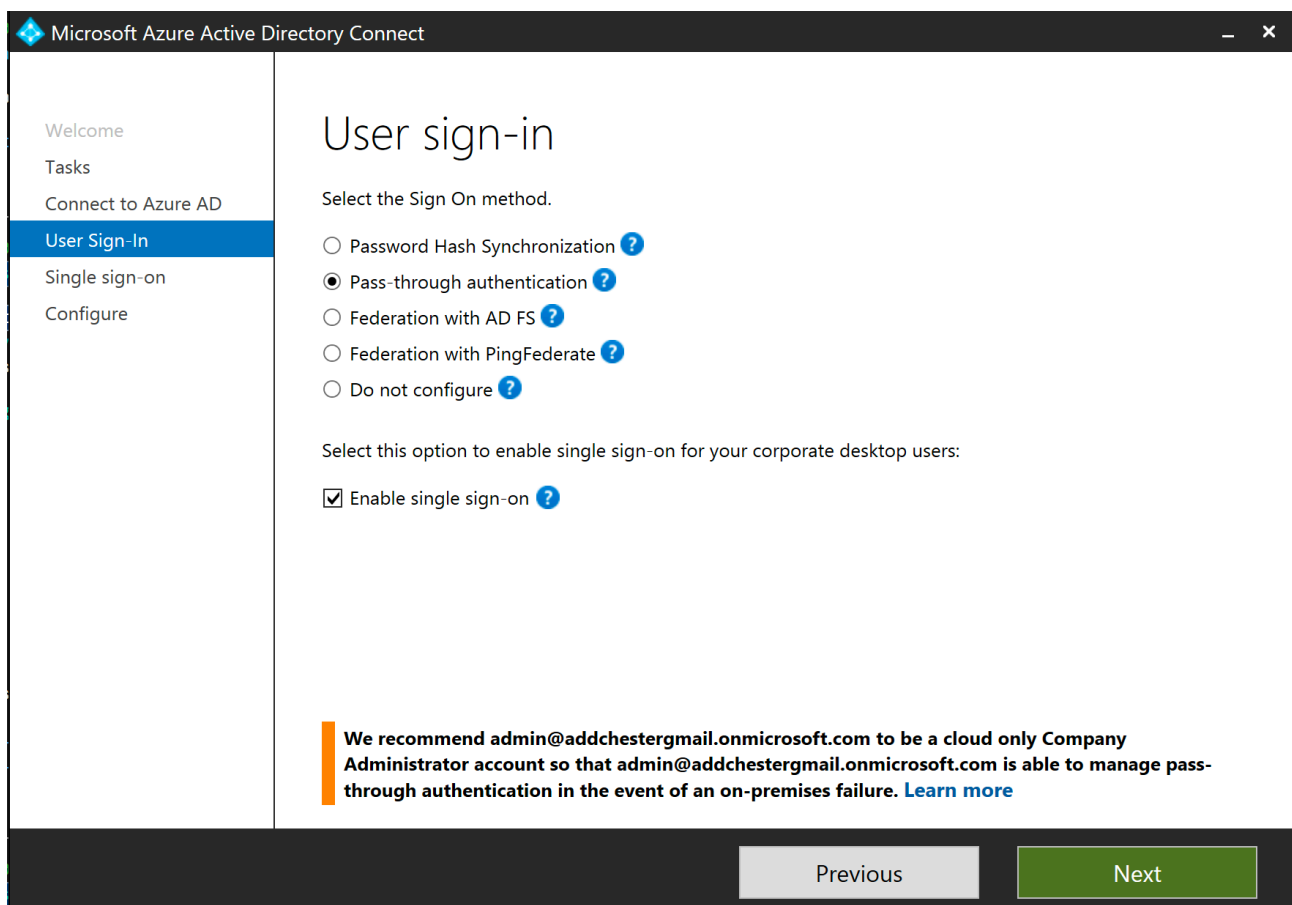 Microsoft Azure Active Directory Connect
Welcome
Tasks
Connect to Azure AD
User Sign-In
Single sign-on
Configure
User sign-in
Select the Sign On method.
Password Hash Synchronization ?
Pass-through authentication ?
Federation with AD FS ?
Federation with PingFederate ?
Do not configure ?
Select this option to enable single sign-on for your corporate desktop users:
Enable single sign-on ?
We recommend admin@addchestergmail.onmicrosoft.com to be a cloud only Company
Administrator account so that admin@addchestergmail.onmicrosoft.com is able to manage pass-
through authentication in the event of an on-premises failure. Learn more
Previous
Next